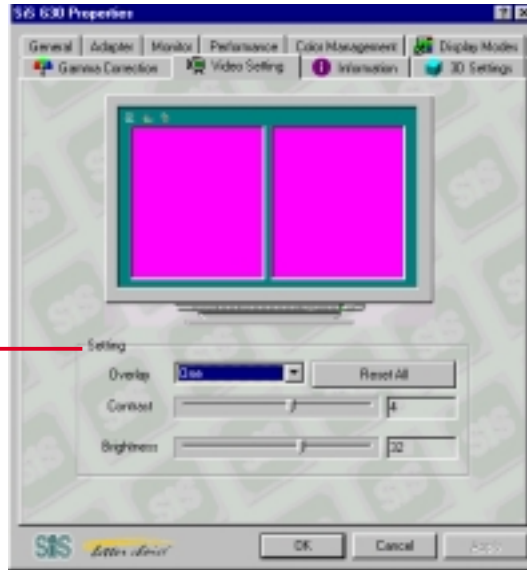 SiS 630 Properties
General Adapter Monitor Performance Color Management Display Modes
Gamma Correction Video Setting Information 3D Settings
Setting
Overlay One Reset All
Contrast 4
Brightness 32
SiS
OK Cancel Apply